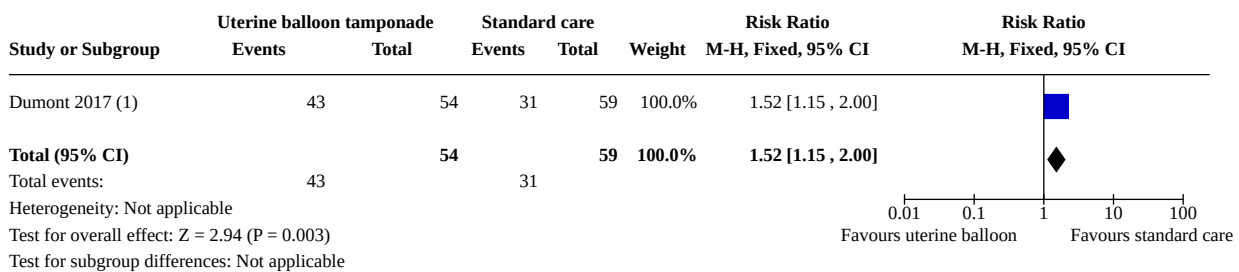 Uterine balloon tamponade Standard care Risk Ratio Risk Ratio
Study or Subgroup Events Total Events Total Weight M-H, Fixed, 95% CI M-H, Fixed, 95% CI
Dumont 2017 (1) 43 54 31 59 100.0% 1.52 [1.15 , 2.00]
Total (95% CI) 54 59 100.0% 1.52 [1.15 , 2.00]
Total events: 43 31
Heterogeneity: Not applicable
0.01 0.1 1 10 100
Test for overall effect: Z = 2.94 (P = 0.003)
Favours uterine balloon Favours standard care
Test for subgroup differences: Not applicable